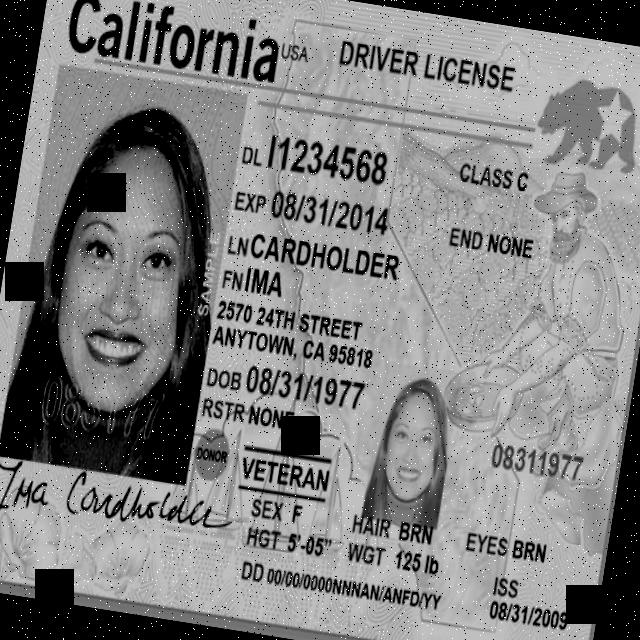 California USA DRIVER LICENSE
DL I1234568 CLASS C
EXP 08/31/2014 END NONE
LN CARDHOLDER
FN IMA
2570 24TH STREET
ANYTOWN, CA 95818
DOB 08/31/1977
RSTR NONE 08311977
DONOR
VETERAN
SEX F HAIR BRN EYES BRN
HGT 5'-05" WGT 125 lb ISS
DD 00/00/0000NNNAN/ANFD/YY 08/31/2009
Ima Cardholder
SAMPLE